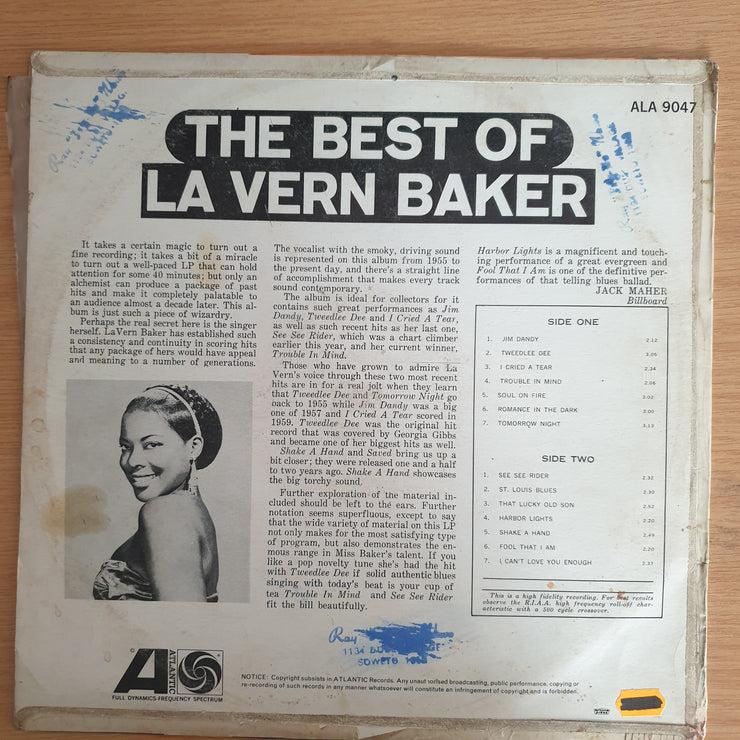 ALA 9047
THE BEST OF
LA VERN BAKER
It takes a certain magic to turn out a
fine recording; it takes a bit of a miracle
to turn out a well-paced LP that can hold
attention for some 40 minutes; but only an
alchemist can produce a package of past
hits and make it completely palatable to
an audience almost a decade later. This al-
bum is just such a piece of wizardry.
Perhaps the real secret here is the singer
herself. LaVern Baker has established such
a consistency and continuity in scoring hits
that any package of hers would have appeal
and meaning to a number of generations.
The vocalist with the smoky, driving sound
is represented on this album from 1955 to
the present day, and there's a straight line
of accomplishment that makes every track
sound contemporary.
The album is ideal for collectors for it
contains such great performances as Jim
Dandy, Tweedlee Dee and I Cried A Tear,
as well as such recent hits as her last one,
See See Rider, which was a chart climber
earlier this year, and her current winner,
Trouble In Mind.
Those who have grown to admire La
Vern's voice through these two most recent
hits are in for a real jolt when they learn
that Tweedlee Dee and Tomorrow Night go
back to 1955 while Jim Dandy was a big
one of 1957 and I Cried A Tear scored in
1959. Tweedlee Dee was the original hit
record that was covered by Georgia Gibbs
and became one of her biggest hits as well.
Shake A Hand and Saved bring us up a
bit closer; they were released one and a half
to two years ago. Shake A Hand showcases
the big torchy sound.
Further exploration of the material in-
cluded should be left to the ears. Further
notation seems superfluous, except to say
that the wide variety of material on this LP
not only makes for the most satisfying type
of program, but also demonstrates the en-
mous range in Miss Baker's talent. If you
like a pop novelty tune she's had the hit
with Tweedlee Dee if solid authentic blues
singing with today's beat is your cup of
tea Trouble In Mind and See See Rider
fit the bill beautifully.
Harbor Lights is a magnificent and touch-
ing performance of a great evergreen and
Fool That I Am is one of the definitive per-
formances of that telling blues ballad.
JACK MAHER
Billboard
SIDE ONE
1. JIM DANDY 2.12
2. TWEEDLEE DEE 3.06
3. I CRIED A TEAR 2.34
4. TROUBLE IN MIND 2.06
5. SOUL ON FIRE 3.02
6. ROMANCE IN THE DARK 3.00
7. TOMORROW NIGHT 3.13
SIDE TWO
1. SEE SEE RIDER 2.32
2. ST. LOUIS BLUES 2.30
3. THAT LUCKY OLD SON 2.52
4. HARBOR LIGHTS 2.20
5. SHAKE A HAND 2.49
6. FOOL THAT I AM 2.20
7. I CAN'T LOVE YOU ENOUGH 2.37
This is a high fidelity recording. For best results
observe the R.I.A.A. high frequency roll-off char-
acteristic with a 500 cycle crossover.
Ray
1134
SOWETO
A ATLANTIC
FULL DYNAMICS-FREQUENCY SPECTRUM
NOTICE: Copyright subsists in ATLANTIC Records. Any unauthorised broadcasting, public performance, copying or
re-recording of such records in any manner whatsoever will constitute an infringement of copyright and is forbidden.